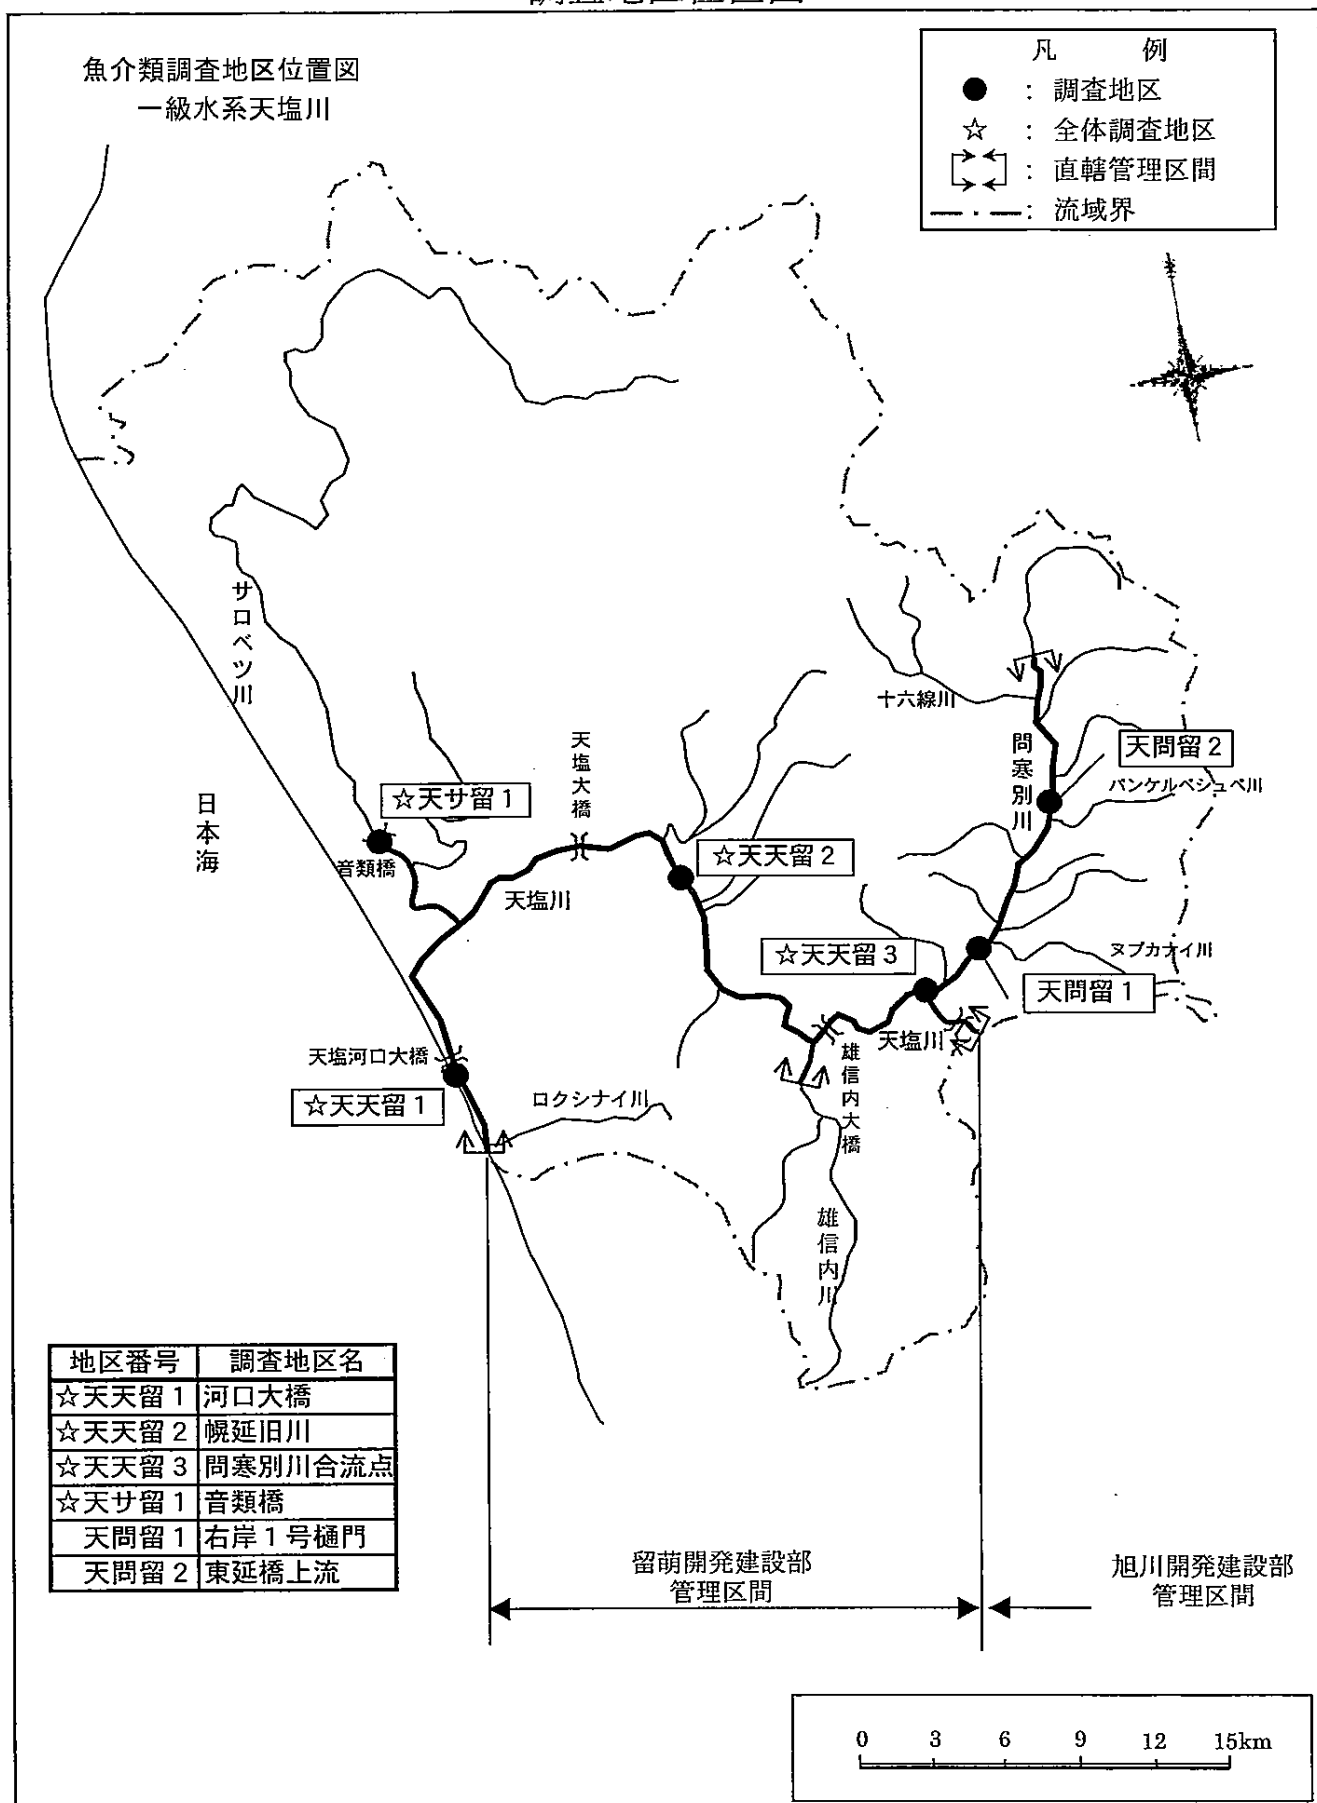 魚介類調査地区位置図
一級水系天塩川
凡 例
● : 調査地区
☆ : 全体調査地区
: 直轄管理区間
: 流域界
サロベツ川
日本海
☆天サ留1
音類橋
天塩大橋
天塩川
☆天天留2
十六線川
問寒別川
天問留2
パンケルペシュペ川
☆天天留3
ヌプカナイ川
天問留1
天塩川
雄信内大橋
天塩河口大橋
☆天天留1
ロクシナイ川
雄信内川
地区番号 調査地区名
☆天天留1 河口大橋
☆天天留2 幌延旧川
☆天天留3 問寒別川合流点
☆天サ留1 音類橋
天問留1 右岸1号樋門
天問留2 東延橋上流
留萌開発建設部
管理区間
旭川開発建設部
管理区間
0 3 6 9 12 15km